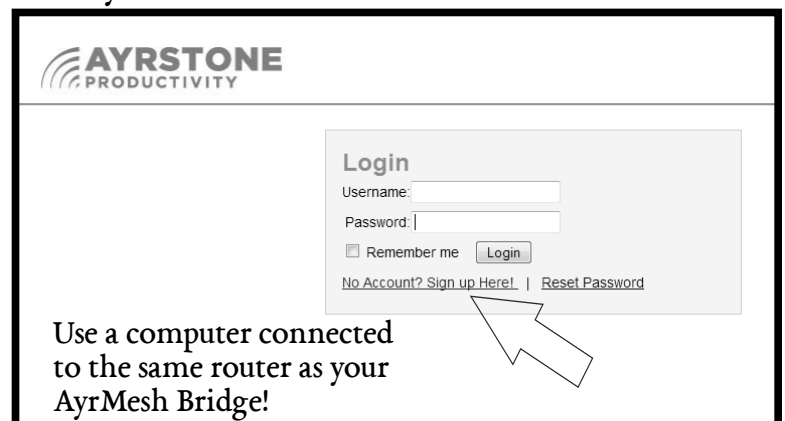 AYRSTONE
PRODUCTIVITY
Login
Username:
Password:
Remember me Login
No Account? Sign up Here! | Reset Password
Use a computer connected
to the same router as your
AyrMesh Bridge!